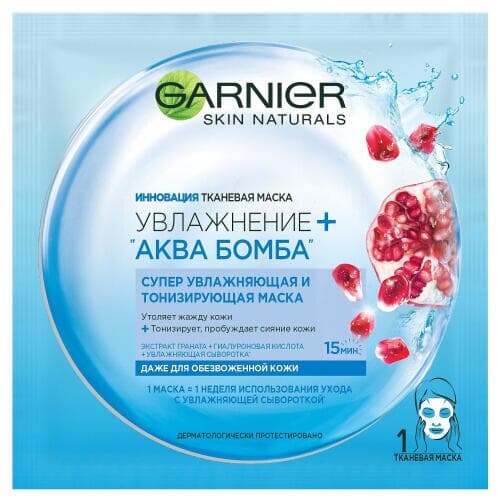 GARNIER
SKIN NATURALS
ИННОВАЦИЯ ТКАНЕВАЯ МАСКА
УВЛАЖНЕНИЕ +
"АКВА БОМБА"
СУПЕР УВЛАЖНЯЮЩАЯ И
ТОНИЗИРУЮЩАЯ МАСКА
Утоляет жажду кожи
+ Тонизирует, пробуждает сияние кожи
ЭКСТРАКТ ГРАНАТА + ГИАЛУРОНОВАЯ КИСЛОТА
+ УВЛАЖНЯЮЩАЯ СЫВОРОТКА*
15 МИН
ДАЖЕ ДЛЯ ОБЕЗВОЖЕННОЙ КОЖИ
1 МАСКА = 1 НЕДЕЛЯ ИСПОЛЬЗОВАНИЯ УХОДА
С УВЛАЖНЯЮЩЕЙ СЫВОРОТКОЙ*
ДЕРМАТОЛОГИЧЕСКИ ПРОТЕСТИРОВАНО
1
ТКАНЕВАЯ МАСКА